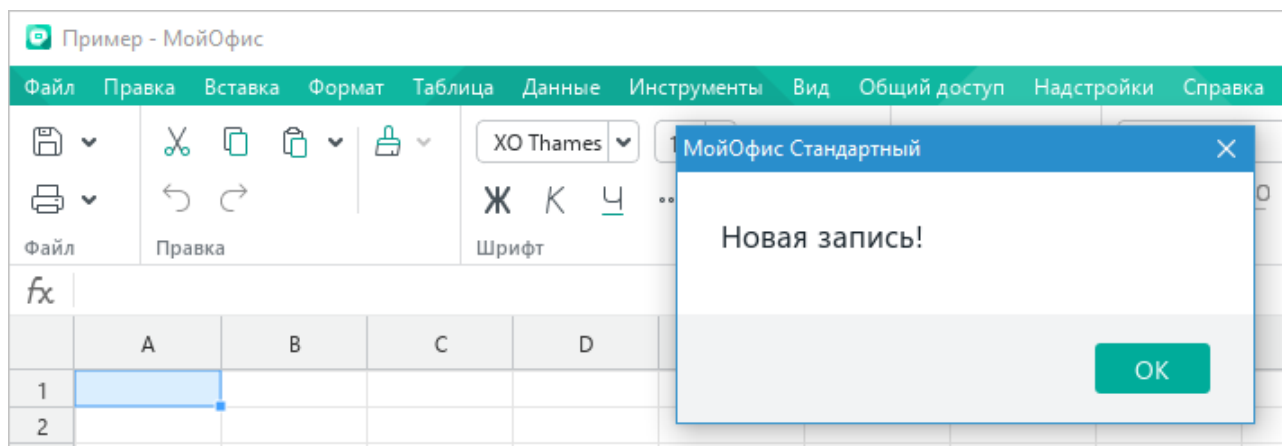 Пример - МойОфис
Файл Правка Вставка Формат Таблица Данные Инструменты Вид Общий доступ Надстройки Справка
XO Thames
МойОфис Стандартный
Ж К Ч
Новая запись!
Файл Правка Шрифт
fx
A B C D
OK
1
2